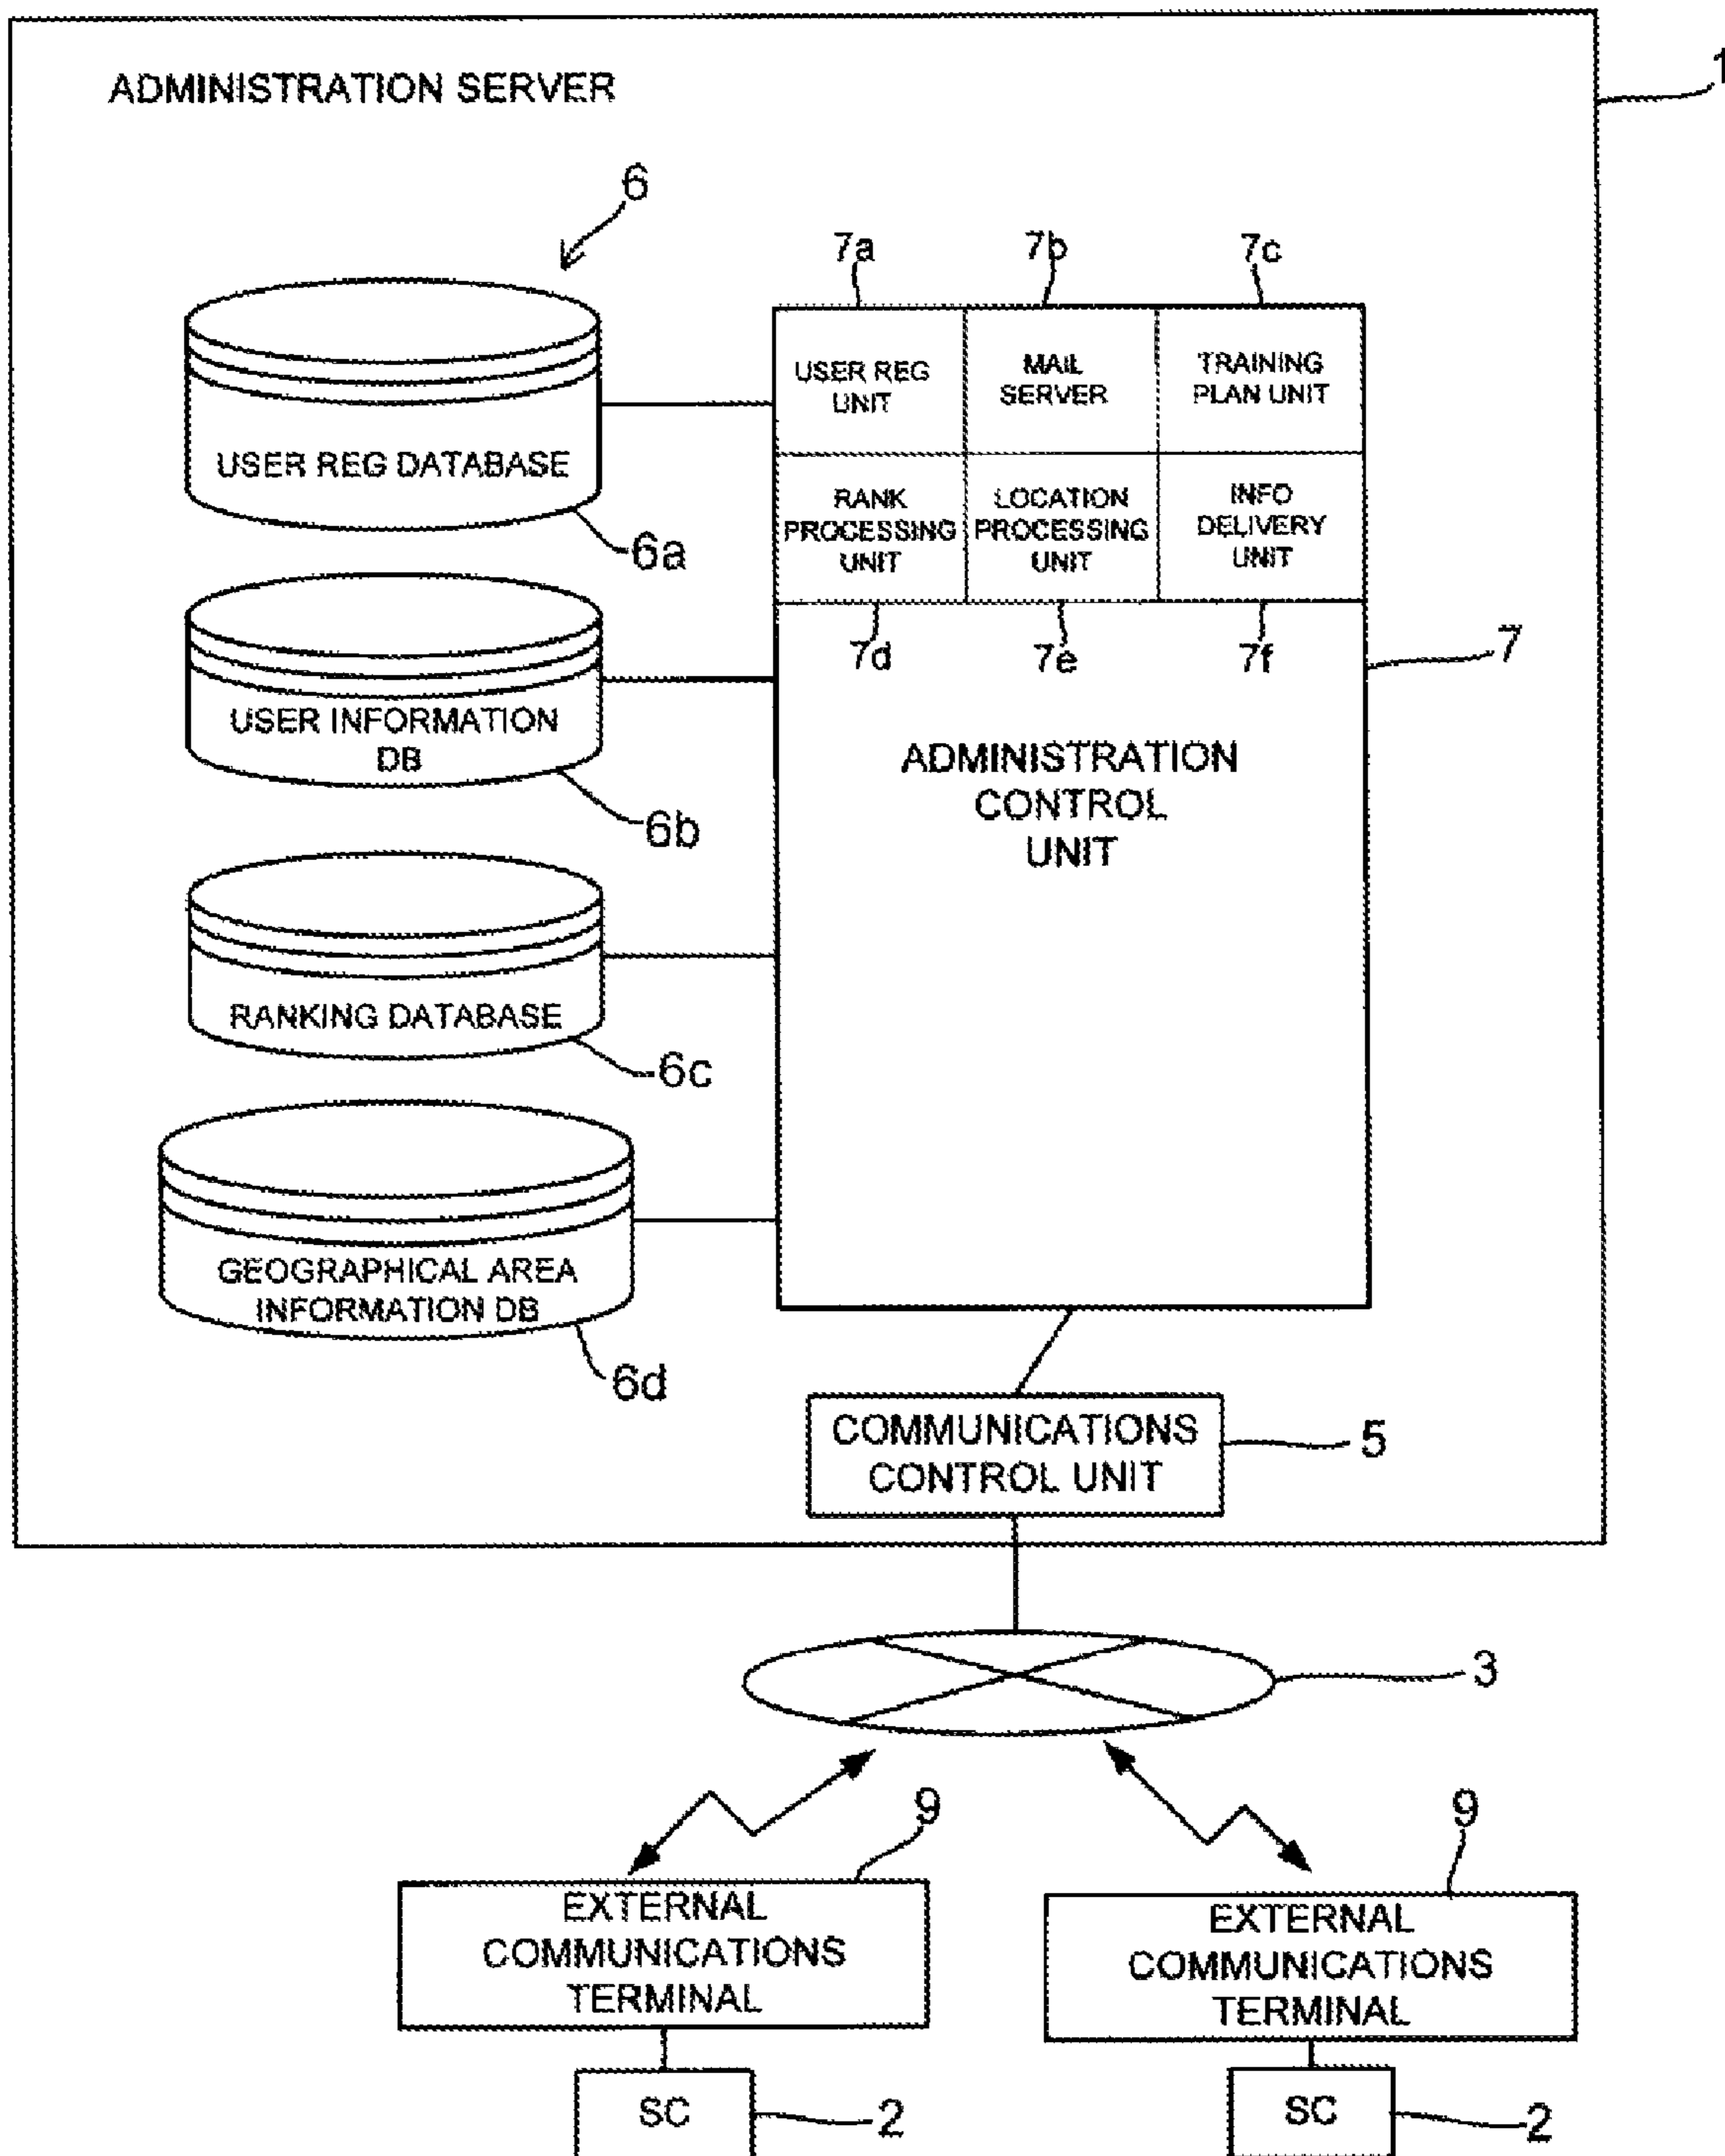 ADMINISTRATION SERVER
1
6
7a
7b
7c
USER REG
UNIT
MAIL
SERVER
TRAINING
PLAN UNIT
RANK
PROCESSING
UNIT
LOCATION
PROCESSING
UNIT
INFO
DELIVERY
UNIT
7d
7e
7f
7
ADMINISTRATION
CONTROL
UNIT
USER REG DATABASE
6a
USER INFORMATION
DB
6b
RANKING DATABASE
6c
GEOGRAPHICAL AREA
INFORMATION DB
6d
COMMUNICATIONS
CONTROL UNIT
5
3
9
9
EXTERNAL
COMMUNICATIONS
TERMINAL
EXTERNAL
COMMUNICATIONS
TERMINAL
SC
2
SC
2